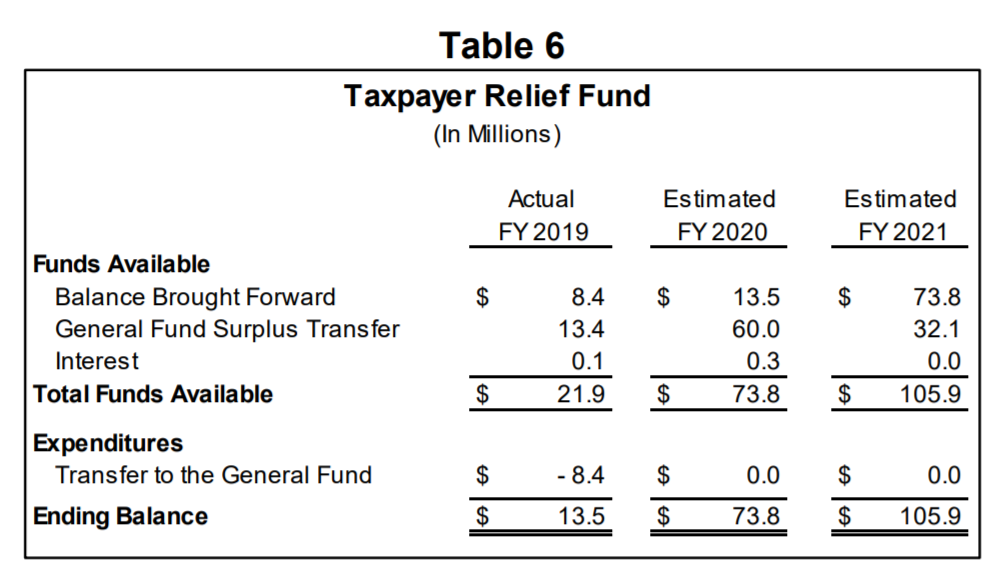 Table 6
Taxpayer Relief Fund
(In Millions)
Actual Estimated Estimated
FY 2019 FY 2020 FY 2021
Funds Available
Balance Brought Forward $ 8.4 $ 13.5 $ 73.8
General Fund Surplus Transfer 13.4 60.0 32.1
Interest 0.1 0.3 0.0
Total Funds Available $ 21.9 $ 73.8 $ 105.9
Expenditures
Transfer to the General Fund $ - 8.4 $ 0.0 $ 0.0
Ending Balance $ 13.5 $ 73.8 $ 105.9